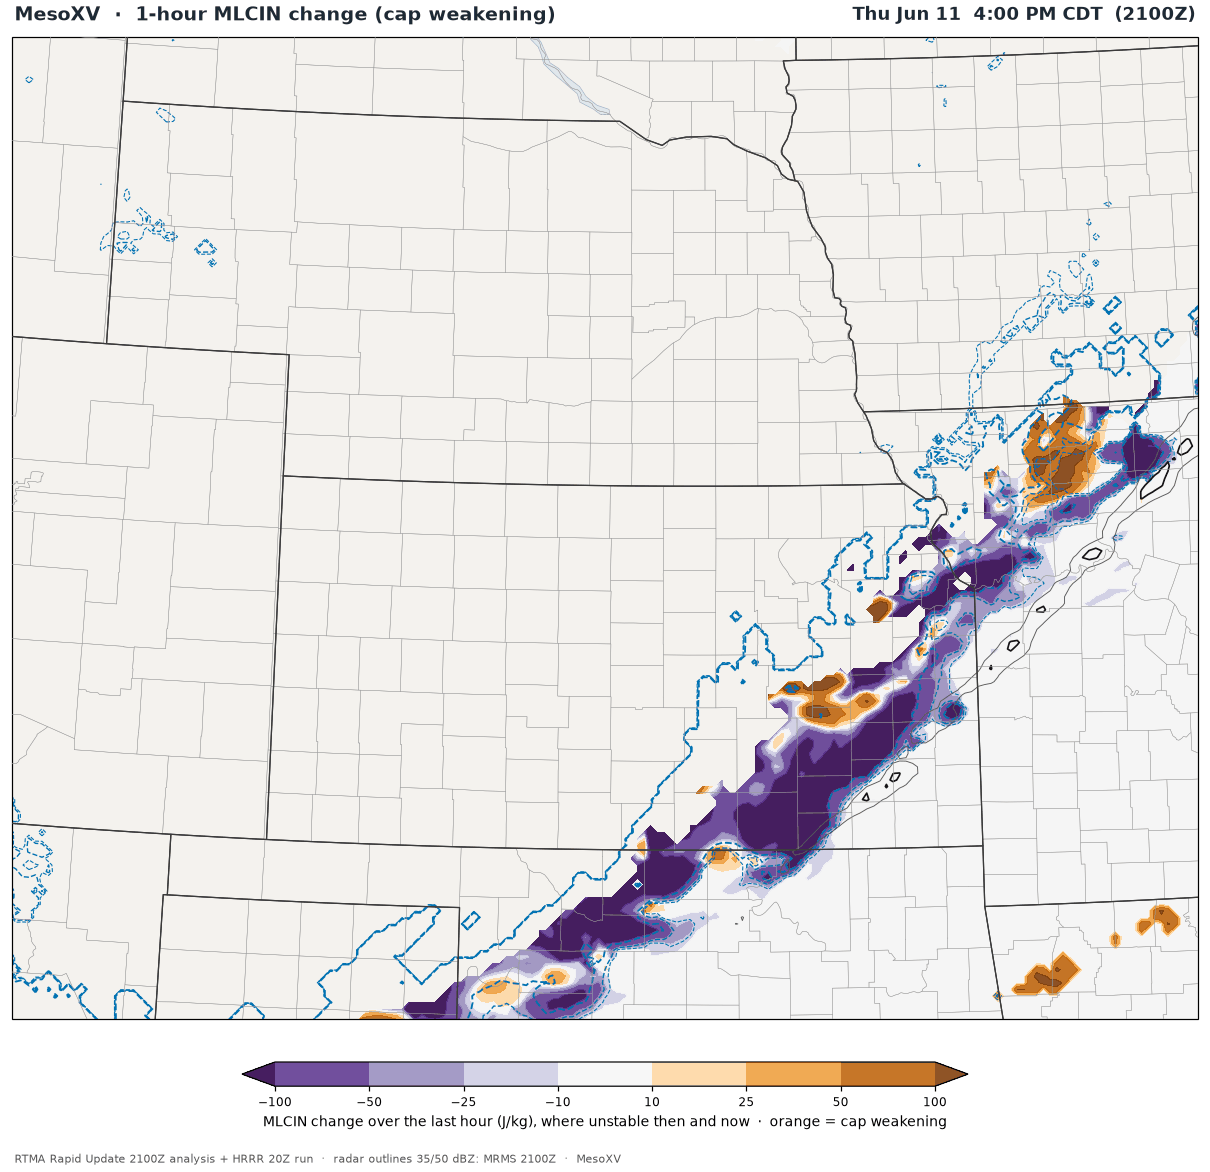 MesoXV · 1-hour MLCIN change (cap weakening)
Thu Jun 11 4:00 PM CDT (2100Z)
−100 −50 −25 −10 10 25 50 100
MLCIN change over the last hour (J/kg), where unstable then and now · orange = cap weakening
RTMA Rapid Update 2100Z analysis + HRRR 20Z run · radar outlines 35/50 dBZ: MRMS 2100Z · MesoXV